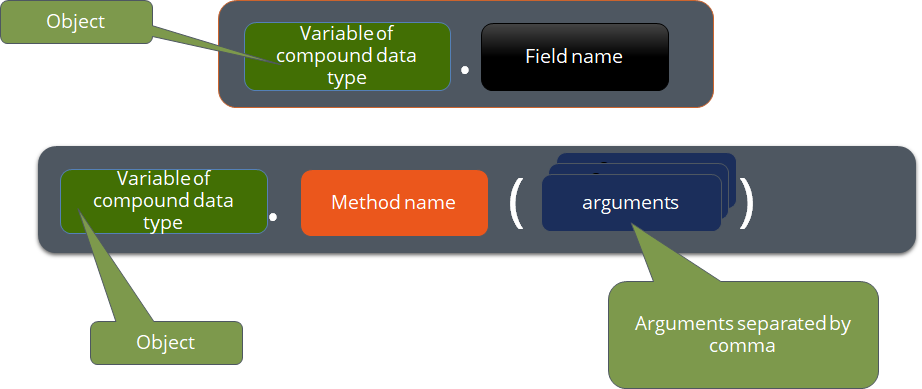 Object
Variable of
compound data
type
.
Field name
Variable of
compound data
type
.
Method name
(
arguments
)
Object
Arguments separated by
comma